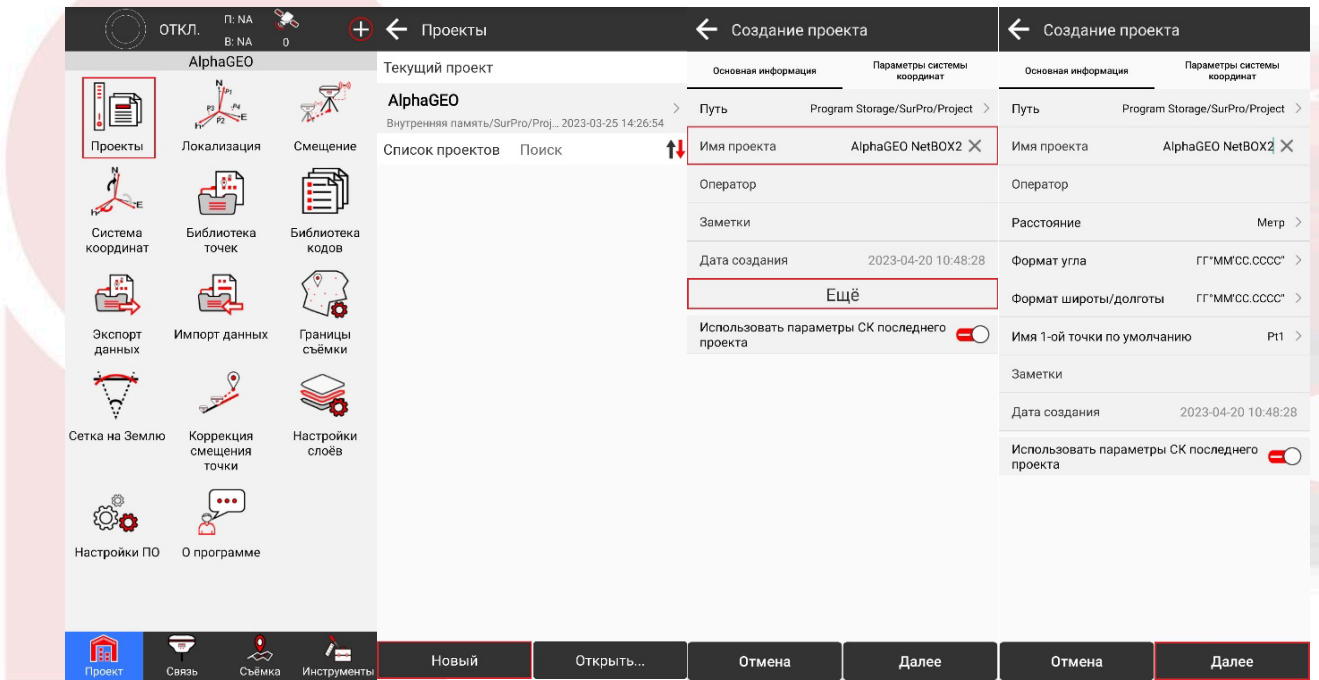 ОТКЛ.
П: NA
В: NA
0
AlphaGEO
Проекты
Локализация
Смещение
Система
координат
Библиотека
точек
Библиотека
кодов
Экспорт
данных
Импорт данных
Границы
съёмки
Сетка на Землю
Коррекция
смещения
точки
Настройки
слоёв
Настройки ПО
О программе
Проект
Связь
Съёмка
Инструменты
Проекты
Текущий проект
AlphaGEO
Внутренняя память/SurPro/Proj... 2023-03-25 14:26:54
Список проектов Поиск
Новый
Открыть...
Создание проекта
Основная информация
Параметры системы
координат
Путь Program Storage/SurPro/Project
Имя проекта AlphaGEO NetBOX2
Оператор
Заметки
Дата создания 2023-04-20 10:48:28
Ещё
Использовать параметры СК последнего
проекта
Отмена
Далее
Создание проекта
Основная информация
Параметры системы
координат
Путь Program Storage/SurPro/Project
Имя проекта AlphaGEO NetBOX2
Оператор
Расстояние Метр
Формат угла ГГ°ММ'СС.СССС"
Формат широты/долготы ГГ°ММ'СС.СССС"
Имя 1-ой точки по умолчанию Pt1
Заметки
Дата создания 2023-04-20 10:48:28
Использовать параметры СК последнего
проекта
Отмена
Далее